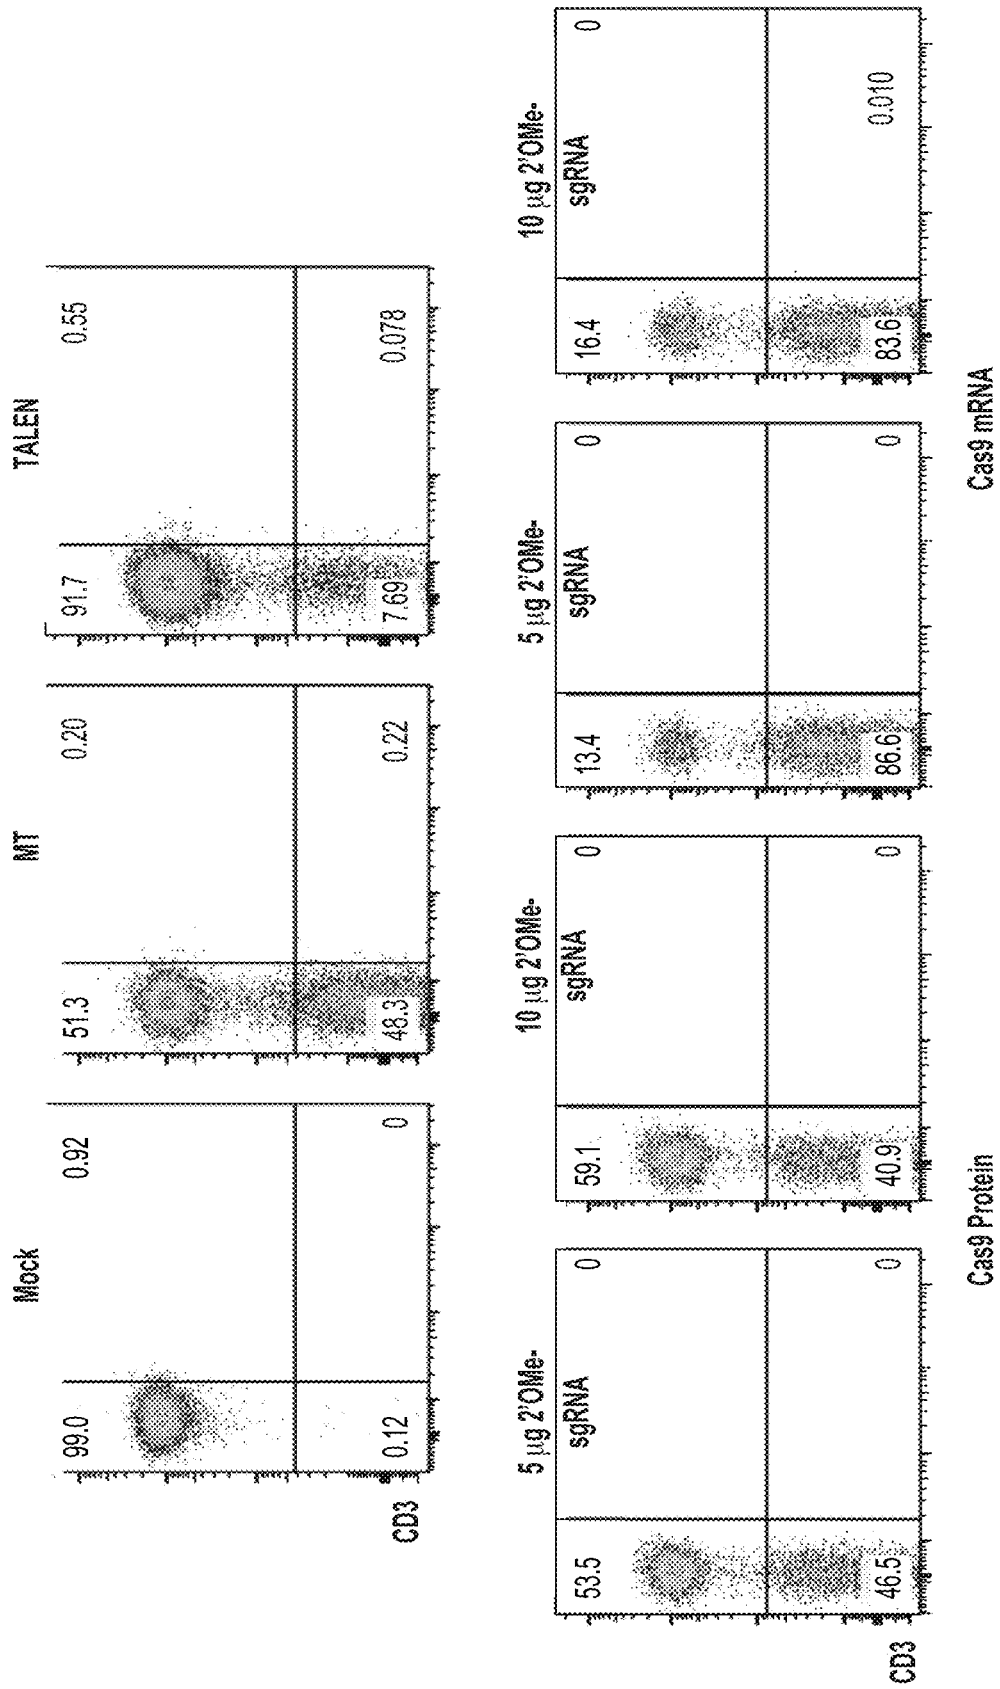 Mock
99.0
0.92
0.12
0
CD3
MT
51.3
0.20
48.3
0.22
TALEN
91.7
0.55
7.69
0.078
5 µg 2'OMe-
sgRNA
53.5
0
46.5
0
CD3
10 µg 2'OMe-
sgRNA
59.1
0
40.9
0
Cas9 Protein
5 µg 2'OMe-
sgRNA
13.4
0
86.6
0
10 µg 2'OMe-
sgRNA
16.4
0
83.6
0.010
Cas9 mRNA